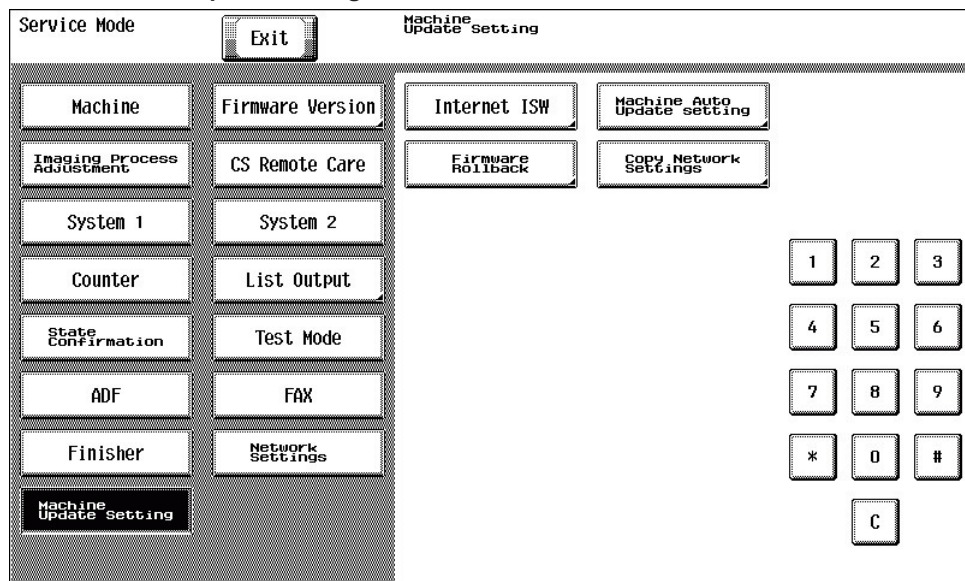 Service Mode
Exit
Machine
Update Setting
Machine
Firmware Version
Internet ISW
Machine Auto
Update setting
Imaging Process
Adjustment
CS Remote Care
Firmware
Rollback
Copy Network
Settings
System 1
System 2
Counter
List Output
1 2 3
State
Confirmation
Test Mode
4 5 6
ADF
FAX
7 8 9
Finisher
Network
Settings
* 0 #
Machine
Update Setting
C